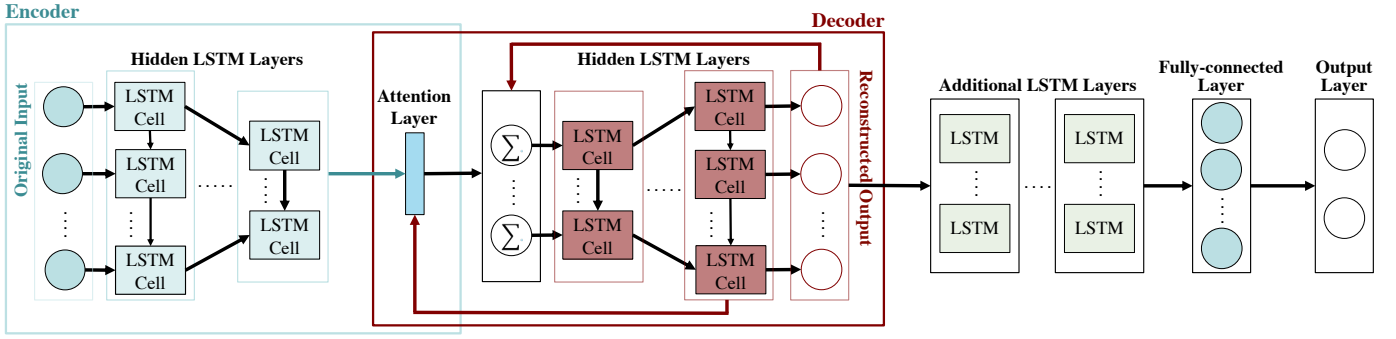 Encoder
Decoder
Hidden LSTM Layers
Original Input
LSTM
Cell
LSTM
Cell
LSTM
Cell
LSTM
Cell
LSTM
Cell
Attention
Layer
Hidden LSTM Layers
∑
∑
LSTM
Cell
LSTM
Cell
LSTM
Cell
LSTM
Cell
LSTM
Cell
Reconstructed Output
Additional LSTM Layers
LSTM
LSTM
LSTM
LSTM
Fully-connected
Layer
Output
Layer